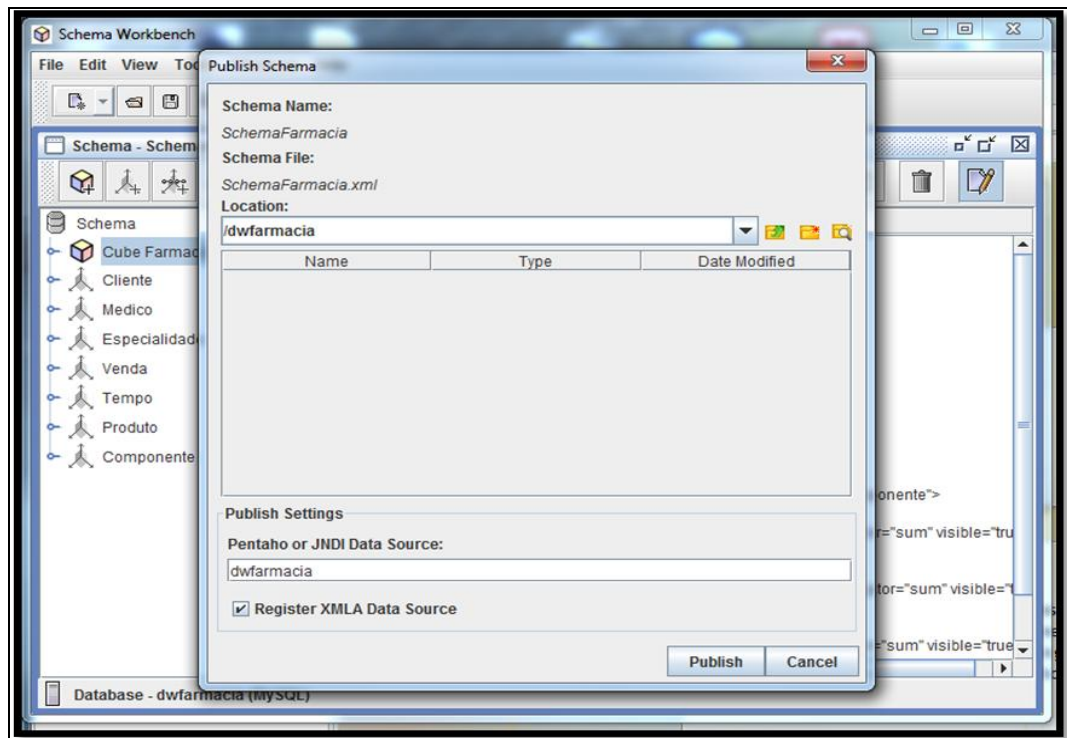 Schema Workbench
File Edit View
Publish Schema
Schema Name:
SchemaFarmacia
Schema File:
SchemaFarmacia.xml
Location:
/dwfarmacia
Name Type Date Modified
Publish Settings
Pentaho or JNDI Data Source:
dwfarmacia
Register XMLA Data Source
Publish Cancel
Schema - Schem
Schema
Cube Farmac
Cliente
Medico
Especialidad
Venda
Tempo
Produto
Componente
onente">
="sum" visible="tru
tor="sum" visible="t
="sum" visible="true
Database - dwfarmacia (MySQL)